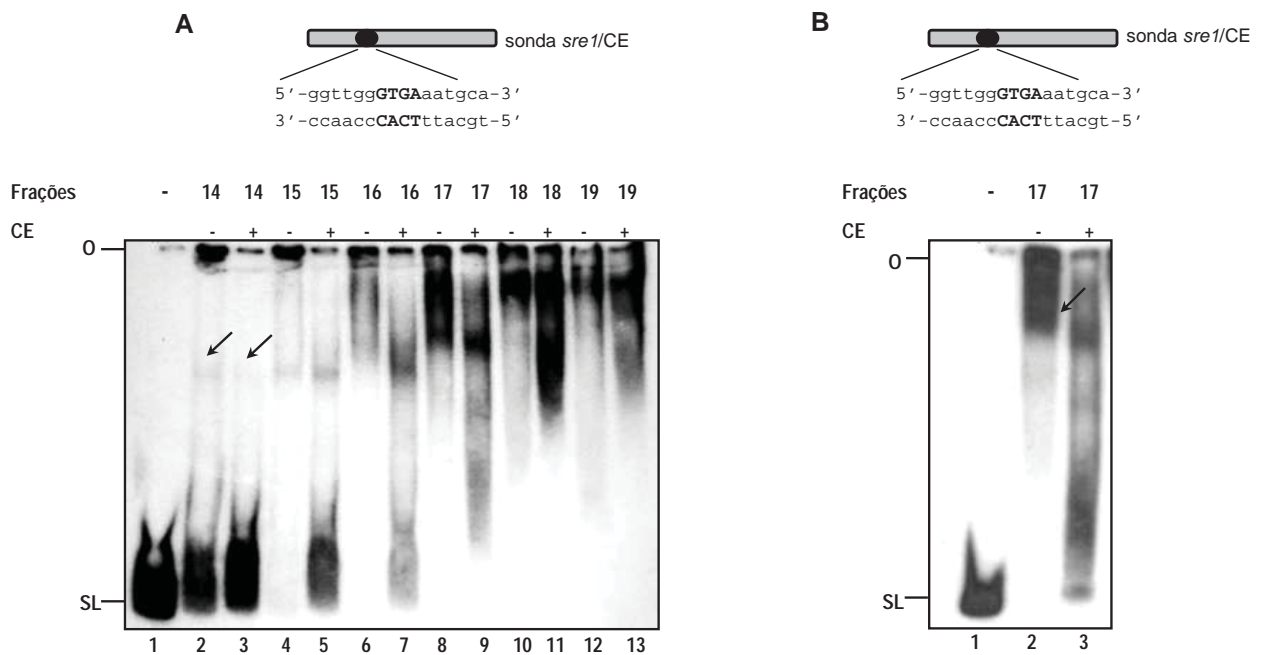 A
sonda sre1/CE
5'-ggttggGTGAaatgca-3'
3'-ccaaccCACTttacgt-5'
Frações - 14 14 15 15 16 16 17 17 18 18 19 19
CE - + - + - + - + - + - +
O
SL
1 2 3 4 5 6 7 8 9 10 11 12 13
B
sonda sre1/CE
5'-ggttggGTGAaatgca-3'
3'-ccaaccCACTttacgt-5'
Frações - 17 17
CE - +
O
SL
1 2 3